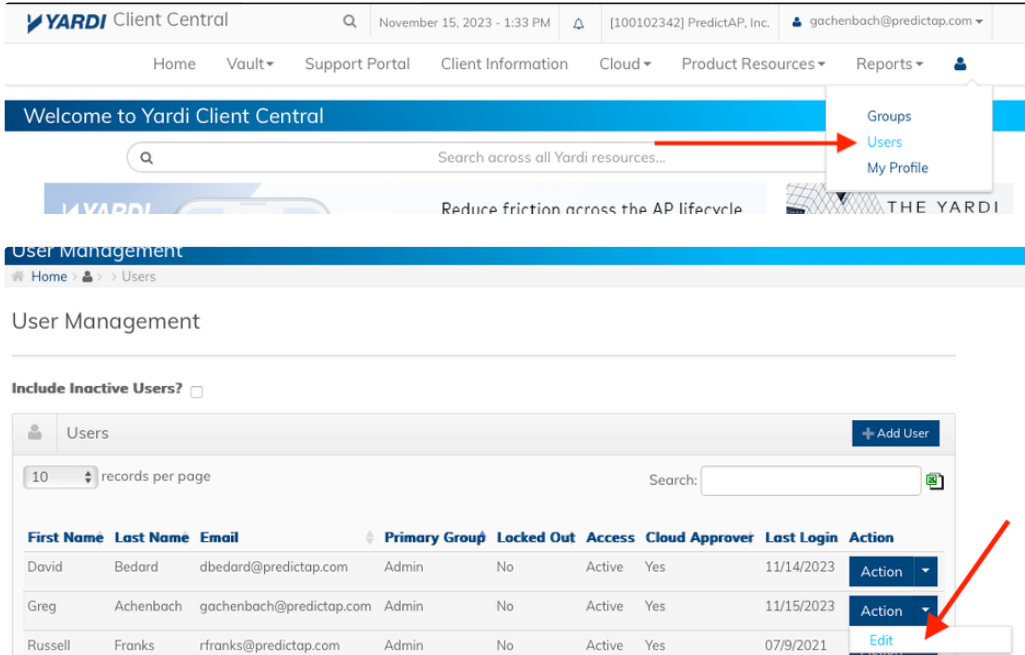 YARDI Client Central November 15, 2023 - 1:33 PM [100102342] PredictAP, Inc. gachenbach@predictap.com
Home Vault Support Portal Client Information Cloud Product Resources Reports
Welcome to Yardi Client Central
Groups
Users
My Profile
Search across all Yardi resources...
YARDI Reduce friction across the AP lifecycle THE YARDI
User Management
Home > > > Users
User Management
Include Inactive Users?
Users + Add User
10 records per page Search:
First Name Last Name Email Primary Group Locked Out Access Cloud Approver Last Login Action
David Bedard dbedard@predictap.com Admin No Active Yes 11/14/2023 Action
Greg Achenbach gachenbach@predictap.com Admin No Active Yes 11/15/2023 Action
Edit
Russell Franks rfranks@predictap.com Admin No Active Yes 07/9/2021